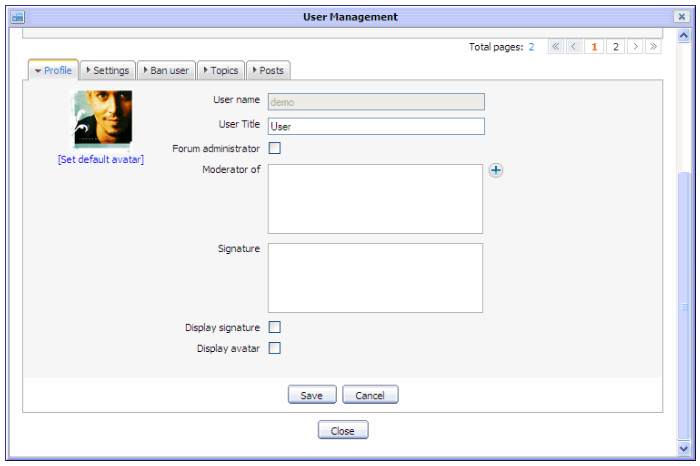 User Management
Total pages: 2 « < 1 2 > »
Profile Settings Ban user Topics Posts
User name demo
User Title User
[Set default avatar]
Forum administrator
Moderator of
Signature
Display signature
Display avatar
Save Cancel
Close